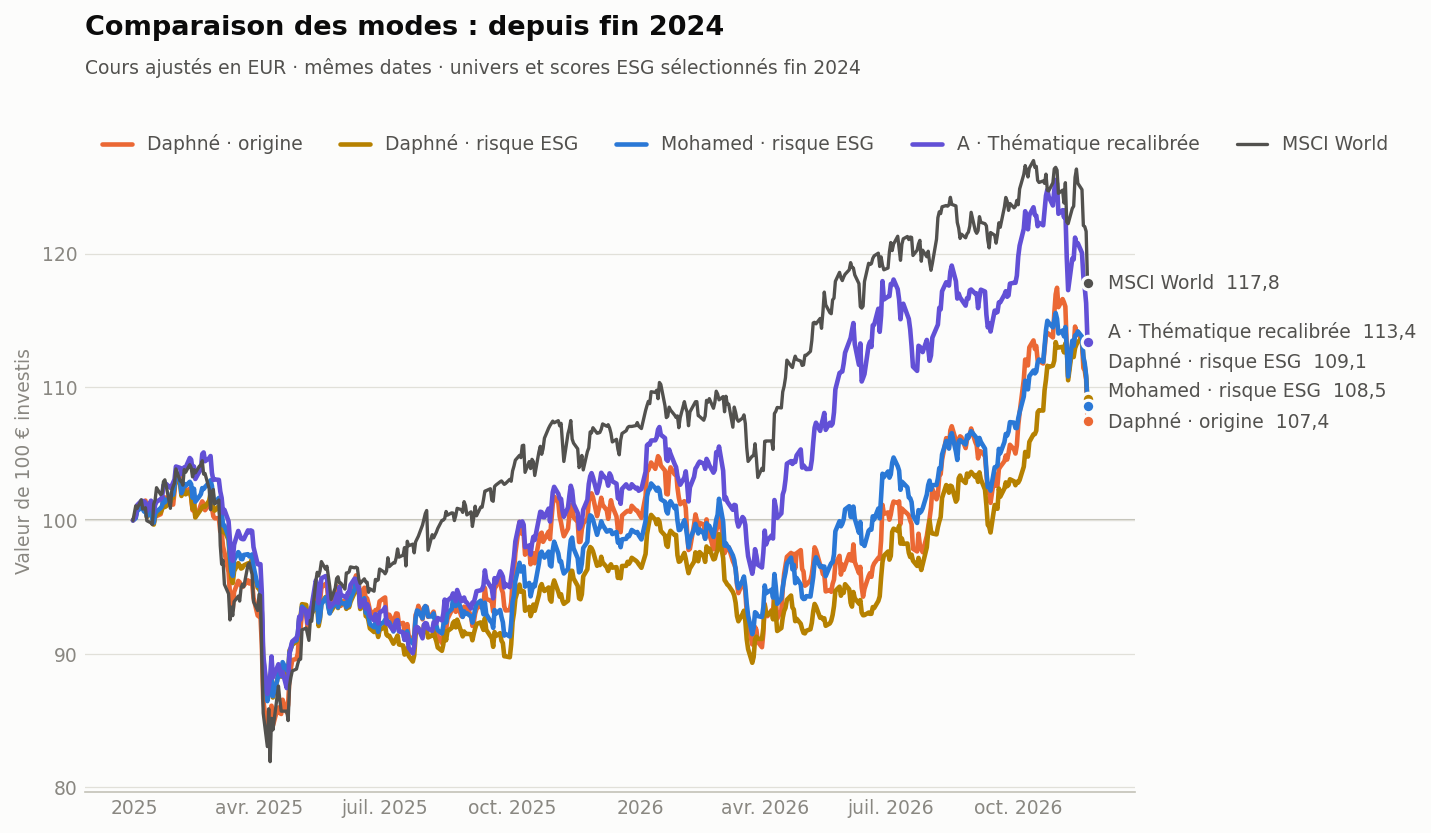 Comparaison des modes : depuis fin 2024
Cours ajustés en EUR · mêmes dates · univers et scores ESG sélectionnés fin 2024
Daphné · origine
Daphné · risque ESG
Mohamed · risque ESG
A · Thématique recalibrée
MSCI World
Valeur de 100 € investis
120
110
100
90
80
MSCI World 117,8
A · Thématique recalibrée 113,4
Daphné · risque ESG 109,1
Mohamed · risque ESG 108,5
Daphné · origine 107,4
2025
avr. 2025
juil. 2025
oct. 2025
2026
avr. 2026
juil. 2026
oct. 2026